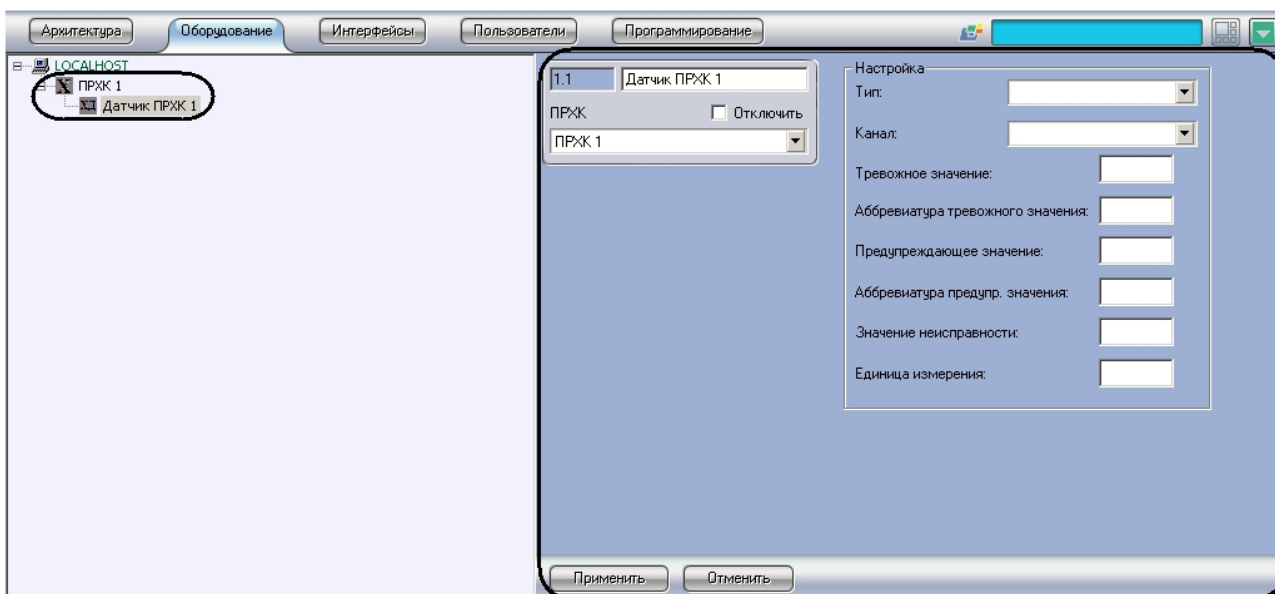 Архитектура Оборудование Интерфейсы Пользователи Программирование
LOCALHOST
ПРХК 1
Датчик ПРХК 1
1.1 Датчик ПРХК 1
ПРХК Отключить
ПРХК 1
Настройка
Тип:
Канал:
Тревожное значение:
Аббревиатура тревожного значения:
Предупреждающее значение:
Аббревиатура предупр. значения:
Значение неисправности:
Единица измерения:
Применить Отменить